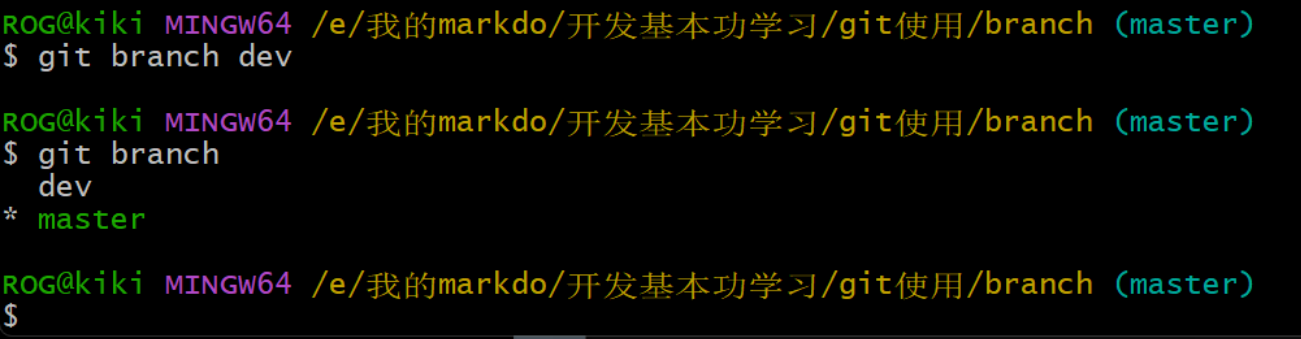 ROG@kiki MINGW64 /e/我的markdo/开发基本功学习/git使用/branch (master)
$ git branch dev
ROG@kiki MINGW64 /e/我的markdo/开发基本功学习/git使用/branch (master)
$ git branch
  dev
* master
ROG@kiki MINGW64 /e/我的markdo/开发基本功学习/git使用/branch (master)
$